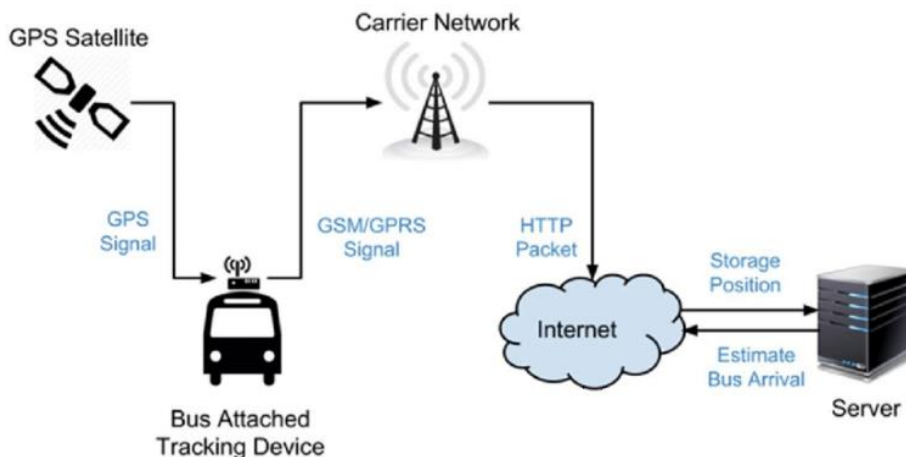 GPS Satellite
Carrier Network
GPS
Signal
GSM/GPRS
Signal
HTTP
Packet
Storage
Position
Internet
Estimate
Bus Arrival
Server
Bus Attached
Tracking Device